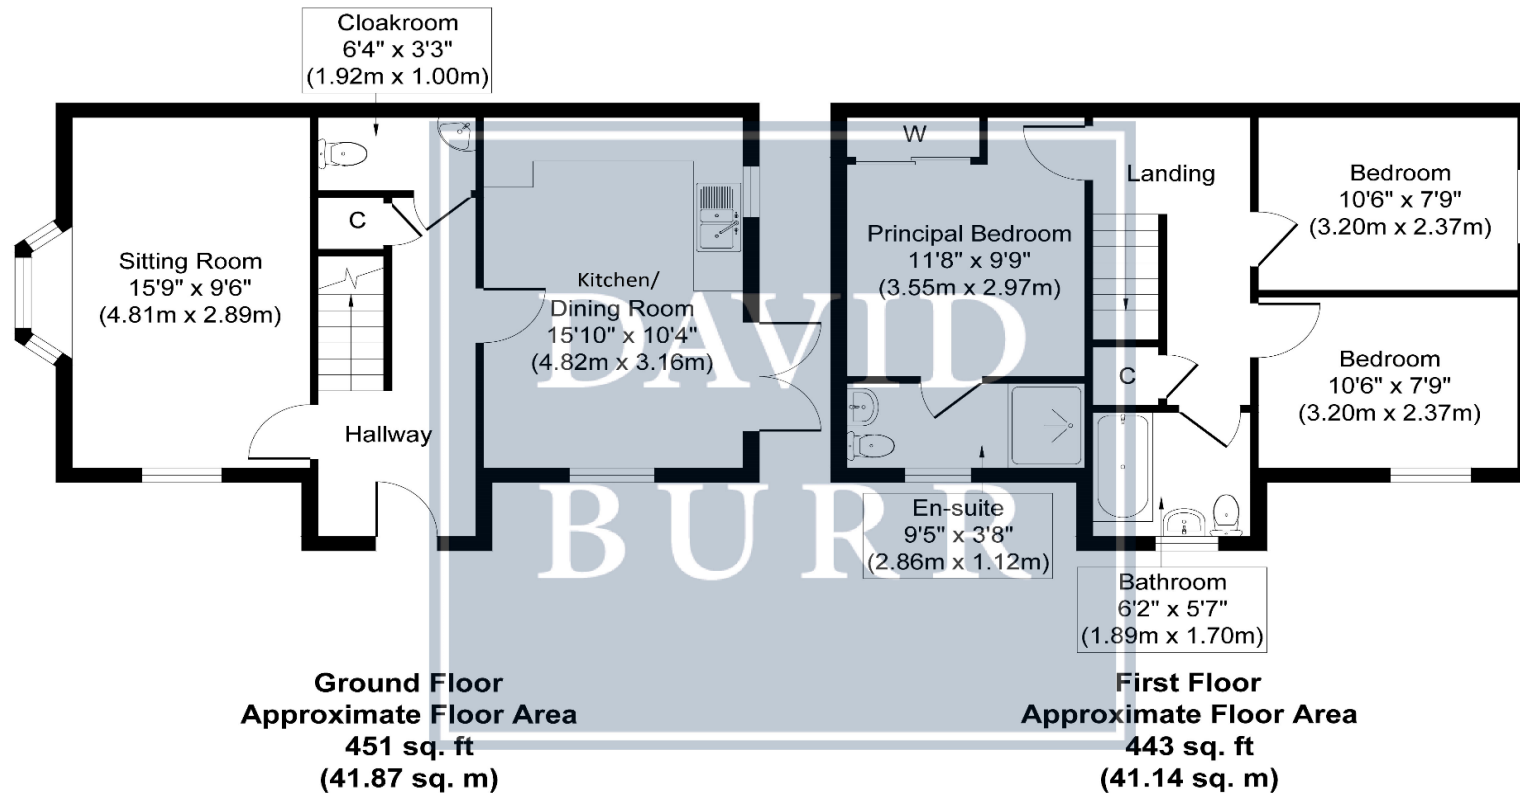 Cloakroom
6'4" x 3'3"
(1.92m x 1.00m)
C
Sitting Room
15'9" x 9'6"
(4.81m x 2.89m)
Kitchen/
Dining Room
15'10" x 10'4"
(4.82m x 3.16m)
Hallway
W
Landing
Bedroom
10'6" x 7'9"
(3.20m x 2.37m)
Principal Bedroom
11'8" x 9'9"
(3.55m x 2.97m)
C
Bedroom
10'6" x 7'9"
(3.20m x 2.37m)
En-suite
9'5" x 3'8"
(2.86m x 1.12m)
Bathroom
6'2" x 5'7"
(1.89m x 1.70m)
DAVID
BURR
Ground Floor
Approximate Floor Area
451 sq. ft
(41.87 sq. m)
First Floor
Approximate Floor Area
443 sq. ft
(41.14 sq. m)